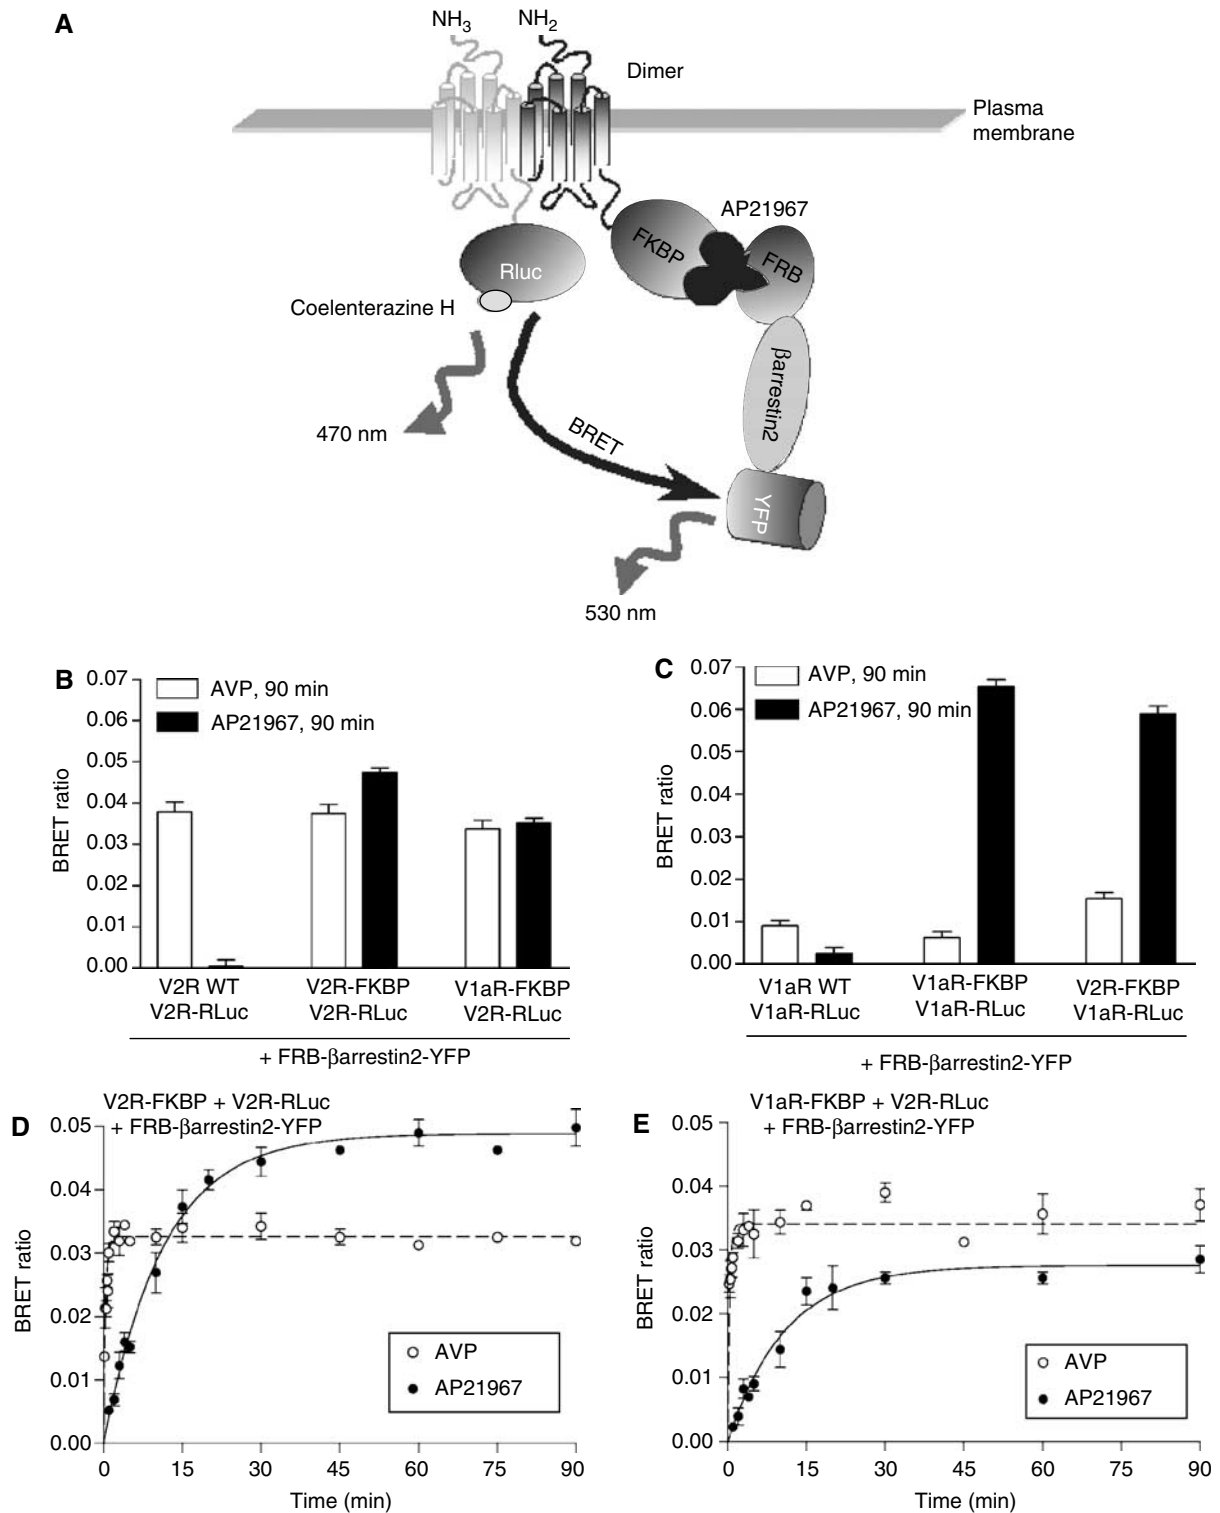 A
NH3
NH2
Dimer
Plasma
membrane
AP21967
FKBP
FRB
Rluc
Coelenterazine H
βarrestin2
470 nm
BRET
YFP
530 nm
B
0.07
0.06
0.05
0.04
0.03
0.02
0.01
0.00
BRET ratio
AVP, 90 min
AP21967, 90 min
V2R WT
V2R-RLuc
V2R-FKBP
V2R-RLuc
V1aR-FKBP
V2R-RLuc
+ FRB-βarrestin2-YFP
C
0.07
0.06
0.05
0.04
0.03
0.02
0.01
0.00
BRET ratio
AVP, 90 min
AP21967, 90 min
V1aR WT
V1aR-RLuc
V1aR-FKBP
V1aR-RLuc
V2R-FKBP
V1aR-RLuc
+ FRB-βarrestin2-YFP
D
V2R-FKBP + V2R-RLuc
+ FRB-βarrestin2-YFP
0.05
0.04
0.03
0.02
0.01
0.00
BRET ratio
AVP
AP21967
0 15 30 45 60 75 90
Time (min)
E
V1aR-FKBP + V2R-RLuc
+ FRB-βarrestin2-YFP
0.05
0.04
0.03
0.02
0.01
0.00
BRET ratio
AVP
AP21967
0 15 30 45 60 75 90
Time (min)